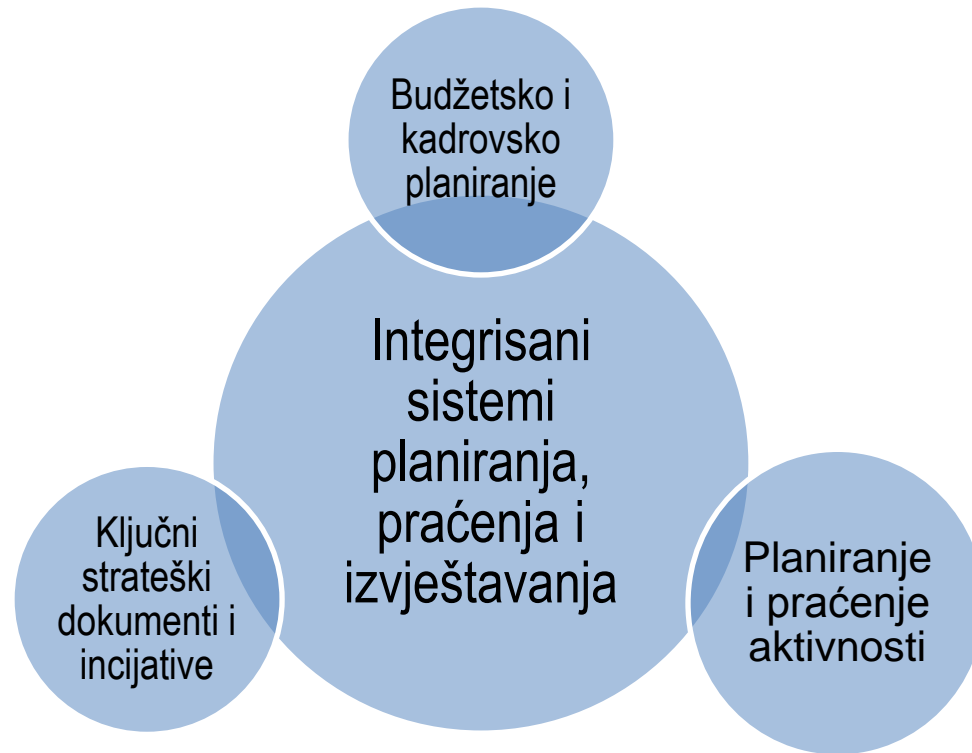 Budžetsko i
kadrovsko
planiranje
Integrisani
sistemi
planiranja,
praćenja i
izvještavanja
Ključni
strateški
dokumenti i
incijative
Planiranje
i praćenje
aktivnosti